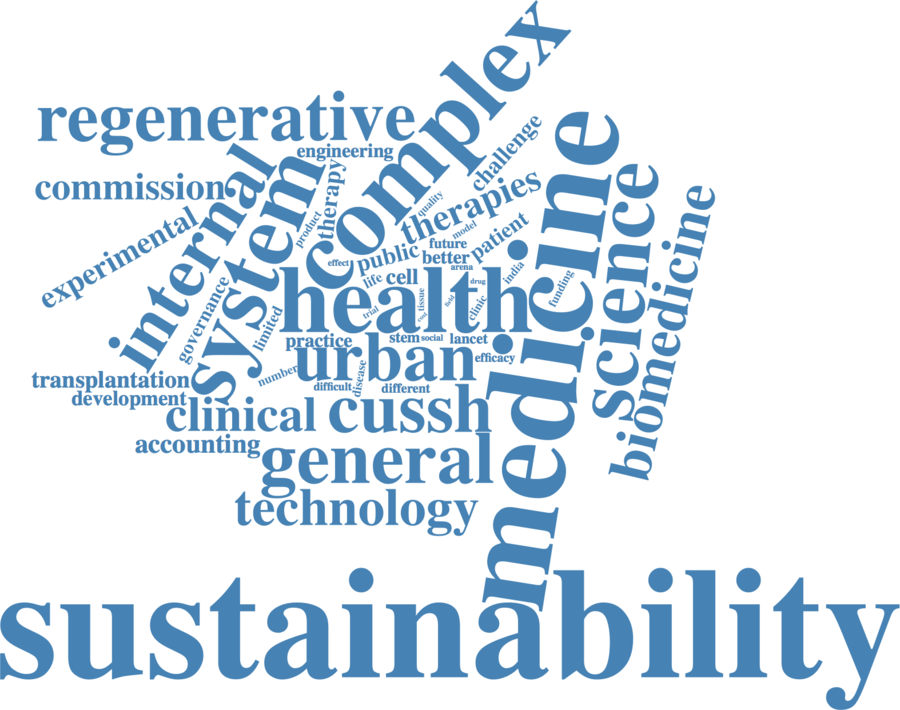 complex
regenerative
engineering
challenge
medicine
internal
system
therapy
commission
quality
therapies
science
product
model
patient
biomedicine
experimental
public
future
better
effect
arena
india
life
cell
drug
funding
health
tissue
field
clinic
cost
trial
governance
limited
practice
stem
social
lancet
urban
efficacy
transplantation
number
disease
difficult
different
development
clinical
cussh
accounting
general
technology
sustainability